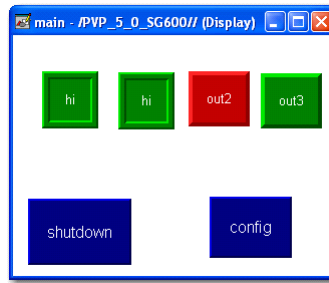 main - /PVP_5_0_SG600// (Display)
hi hi out2 out3
shutdown config